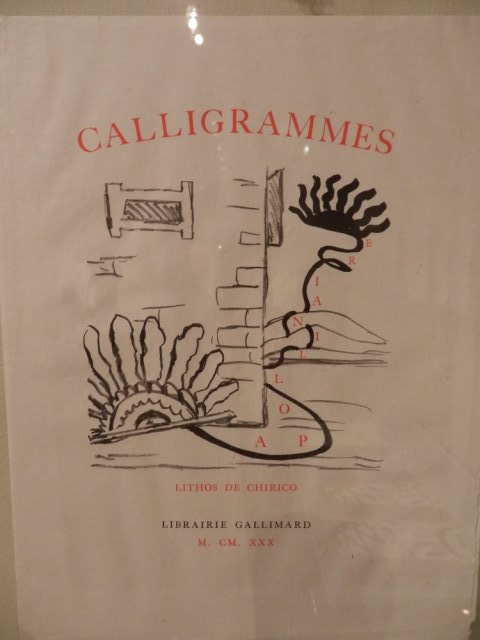 CALLIGRAMMES
APOLLINAIRE
LITHOS DE CHIRICO
LIBRAIRIE GALLIMARD
M. CM. XXX